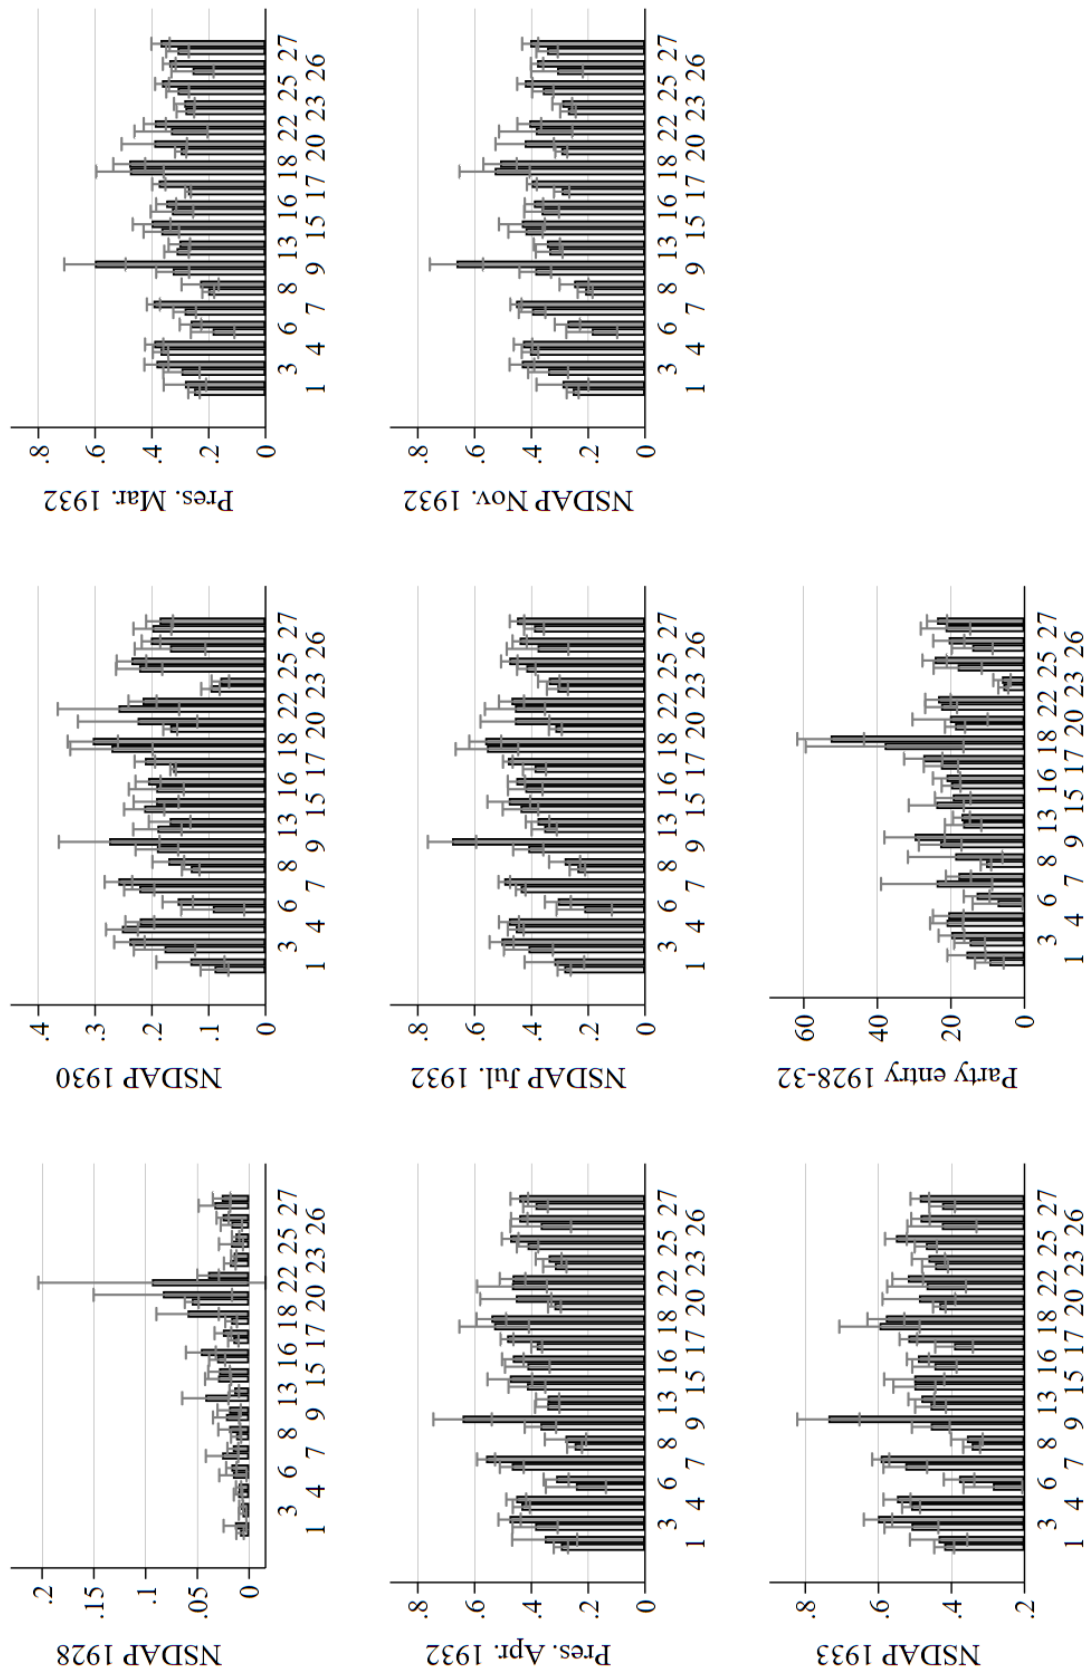 NSDAP 1928
.2
.15
.1
.05
0
1 3 4 6 7 8 9 13 15 16 17 18 20 22 23 25 26 27
NSDAP 1930
.4
.3
.2
.1
0
1 3 4 6 7 8 9 13 15 16 17 18 20 22 23 25 26 27
Pres. Mar. 1932
.8
.6
.4
.2
0
1 3 4 6 7 8 9 13 15 16 17 18 20 22 23 25 26 27
Pres. Apr. 1932
.8
.6
.4
.2
0
1 3 4 6 7 8 9 13 15 16 17 18 20 22 23 25 26 27
NSDAP Jul. 1932
.8
.6
.4
.2
0
1 3 4 6 7 8 9 13 15 16 17 18 20 22 23 25 26 27
NSDAP Nov. 1932
.8
.6
.4
.2
0
1 3 4 6 7 8 9 13 15 16 17 18 20 22 23 25 26 27
NSDAP 1933
.8
.6
.4
.2
1 3 4 6 7 8 9 13 15 16 17 18 20 22 23 25 26 27
Party entry 1928-32
60
40
20
0
1 3 4 6 7 8 9 13 15 16 17 18 20 22 23 25 26 27